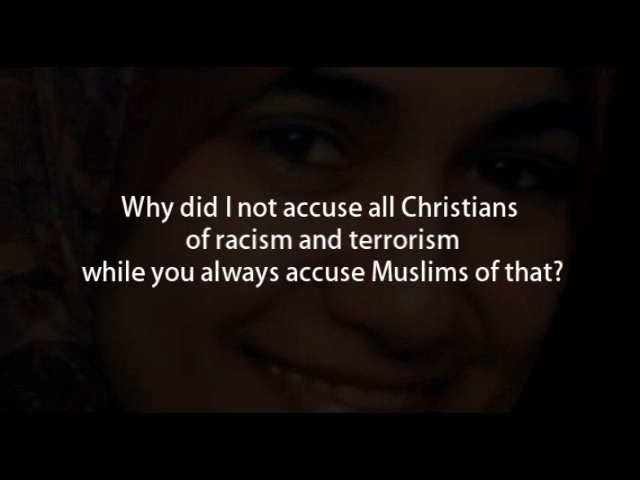 Why did I not accuse all Christians
of racism and terrorism
while you always accuse Muslims of that?